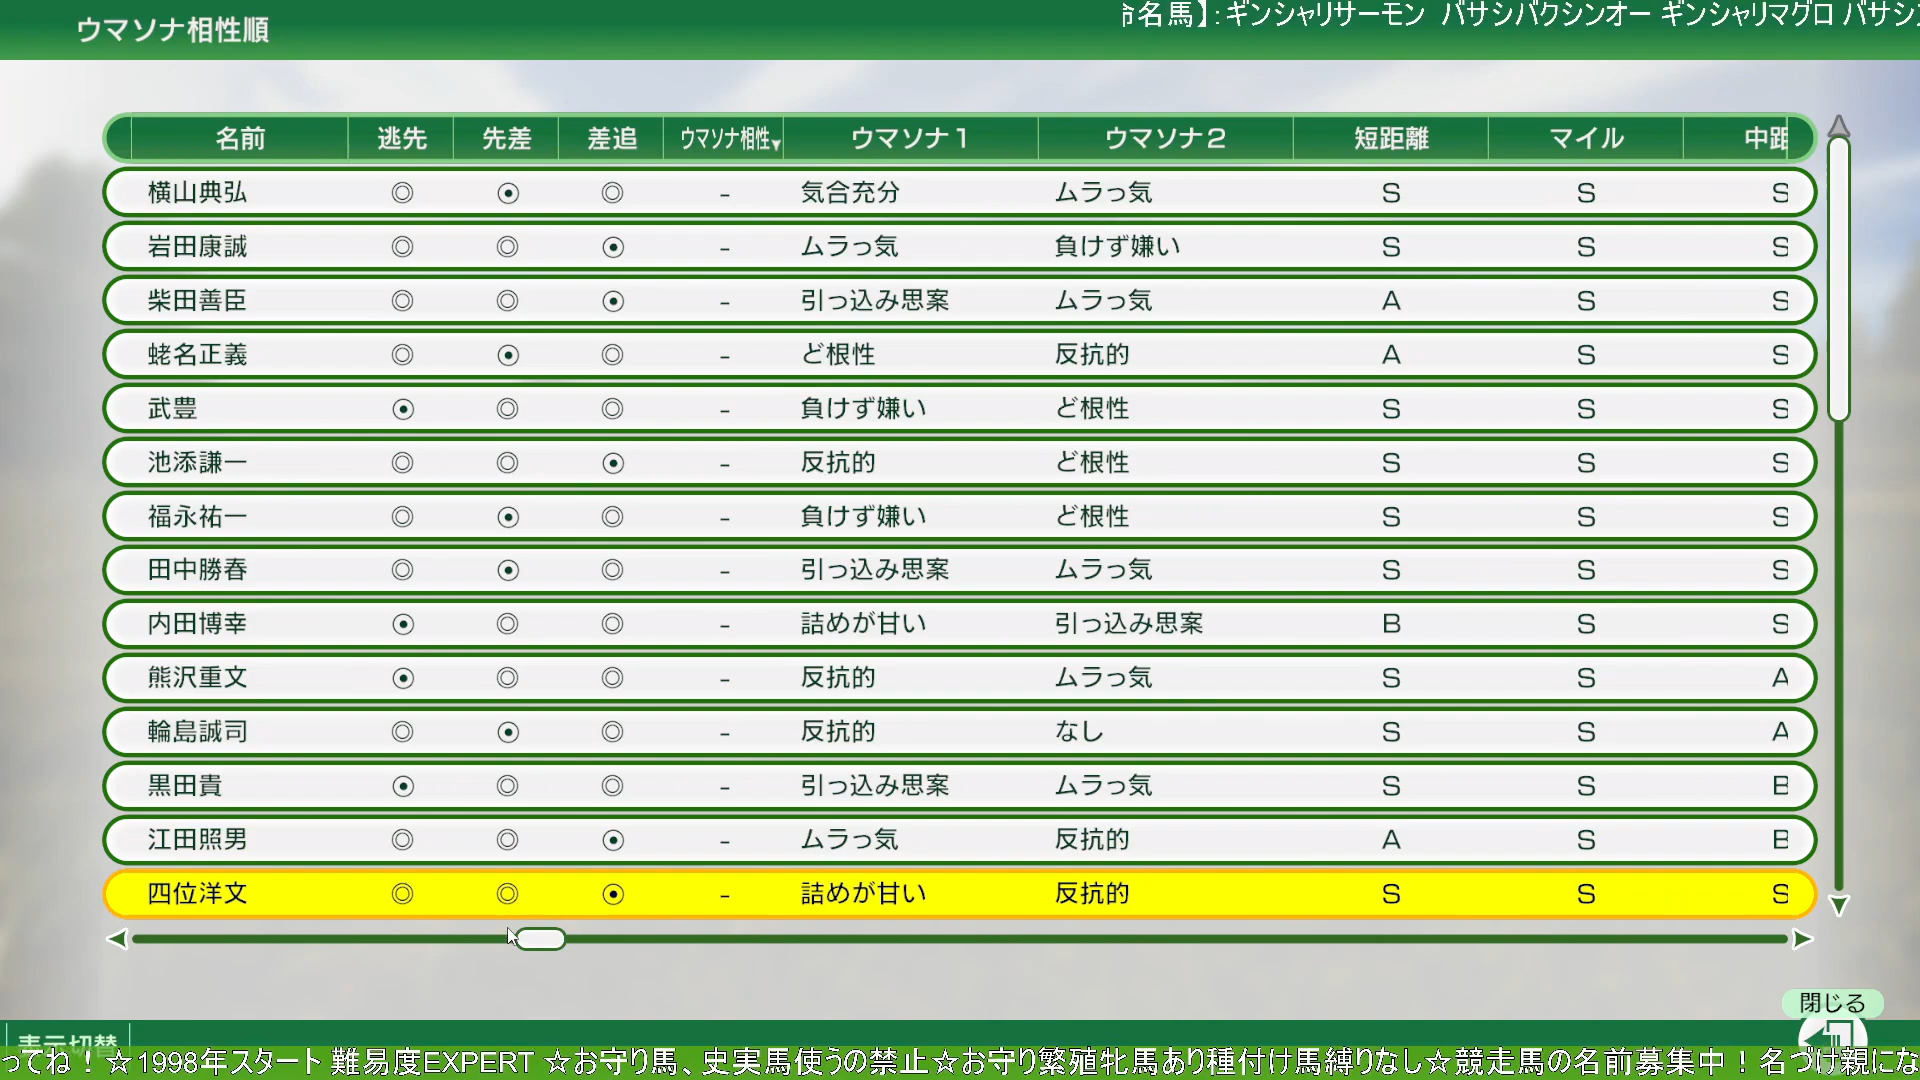 ウマソナ相性順
命名馬】:ギンシャリサーモン バサシバクシンオー ギンシャリマグロ バサシ
名前 逃先 先差 差追 ウマソナ相性▼ ウマソナ1 ウマソナ2 短距離 マイル 中距
横山典弘 ◎ ⦿ ◎ - 気合充分 ムラっ気 S S S
岩田康誠 ◎ ◎ ⦿ - ムラっ気 負けず嫌い S S S
柴田善臣 ◎ ◎ ⦿ - 引っ込み思案 ムラっ気 A S S
蛯名正義 ◎ ⦿ ◎ - ど根性 反抗的 A S S
武豊 ⦿ ◎ ◎ - 負けず嫌い ど根性 S S S
池添謙一 ◎ ◎ ⦿ - 反抗的 ど根性 S S S
福永祐一 ◎ ⦿ ◎ - 負けず嫌い ど根性 S S S
田中勝春 ◎ ⦿ ◎ - 引っ込み思案 ムラっ気 S S S
内田博幸 ⦿ ◎ ◎ - 詰めが甘い 引っ込み思案 B S S
熊沢重文 ⦿ ◎ ◎ - 反抗的 ムラっ気 S S A
輪島誠司 ◎ ⦿ ◎ - 反抗的 なし S S A
黒田貴 ⦿ ◎ ◎ - 引っ込み思案 ムラっ気 S S B
江田照男 ◎ ◎ ⦿ - ムラっ気 反抗的 A S B
四位洋文 ◎ ◎ ⦿ - 詰めが甘い 反抗的 S S S
閉じる
表示切替
ってね!☆1998年スタート 難易度EXPERT ☆お守り馬、史実馬使うの禁止☆お守り繁殖牝馬あり種付け馬縛りなし☆競走馬の名前募集中!名づけ親にな